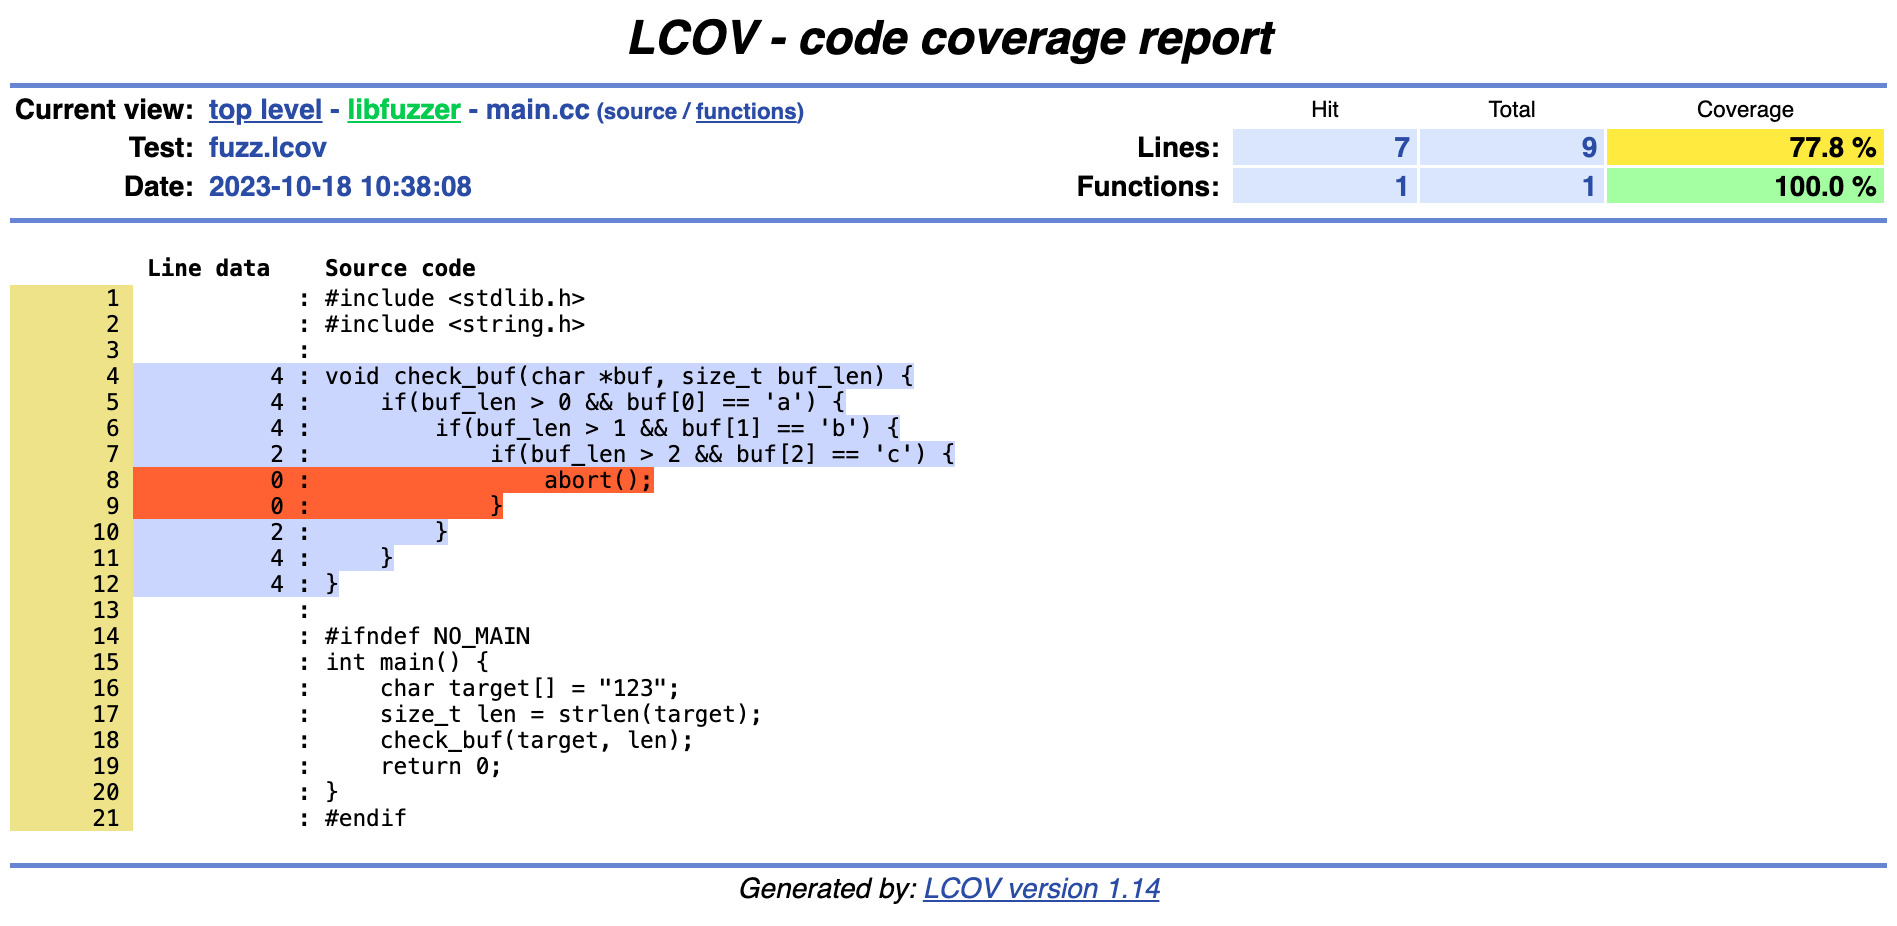 LCOV - code coverage report
Current view: top level - libfuzzer - main.cc (source / functions)
Hit Total Coverage
Test: fuzz.lcov
Lines: 7 9 77.8 %
Date: 2023-10-18 10:38:08
Functions: 1 1 100.0 %
Line data Source code
1 : #include <stdlib.h>
2 : #include <string.h>
3 :
4 4 : void check_buf(char *buf, size_t buf_len) {
5 4 :     if(buf_len > 0 && buf[0] == 'a') {
6 4 :         if(buf_len > 1 && buf[1] == 'b') {
7 2 :             if(buf_len > 2 && buf[2] == 'c') {
8 0 :                 abort();
9 0 :             }
10 2 :         }
11 4 :     }
12 4 : }
13 :
14 : #ifndef NO_MAIN
15 : int main() {
16 :     char target[] = "123";
17 :     size_t len = strlen(target);
18 :     check_buf(target, len);
19 :     return 0;
20 : }
21 : #endif
Generated by: LCOV version 1.14